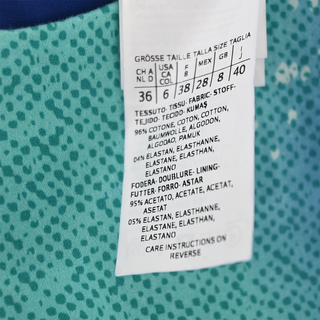 GRÖSSE TAILLE TALLA SIZE TAGLIA
CH A USA F MEX GB I
NL D CA CO B J
36 6 38 28 8 40
TESSUTO-TISSU-FABRIC-STOFF-
TEJIDO-TECIDO-KUMAŞ
96% COTONE, COTON, COTTON,
BAUMWOLLE, ALGODON,
ALGODAO, PAMUK
04% ELASTAN, ELASTHANNE,
ELASTANE, ELASTHAN,
ELASTANO
FODERA-DOUBLURE-LINING-
FUTTER-FORRO-ASTAR
95% ACETATO, ACETAT, ACETAT,
ASETAT
05% ELASTAN, ELASTHANNE,
ELASTANE, ELASTHAN,
ELASTANO
CARE INSTRUCTIONS ON
REVERSE